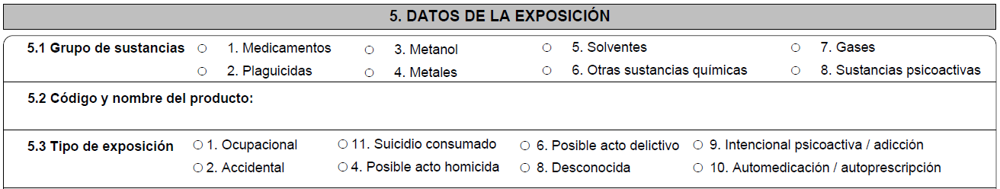 5. DATOS DE LA EXPOSICIÓN
5.1 Grupo de sustancias 1. Medicamentos 3. Metanol 5. Solventes 7. Gases
2. Plaguicidas 4. Metales 6. Otras sustancias químicas 8. Sustancias psicoactivas
5.2 Código y nombre del producto:
5.3 Tipo de exposición 1. Ocupacional 11. Suicidio consumado 6. Posible acto delictivo 9. Intencional psicoactiva / adicción
2. Accidental 4. Posible acto homicida 8. Desconocida 10. Automedicación / autoprescripción